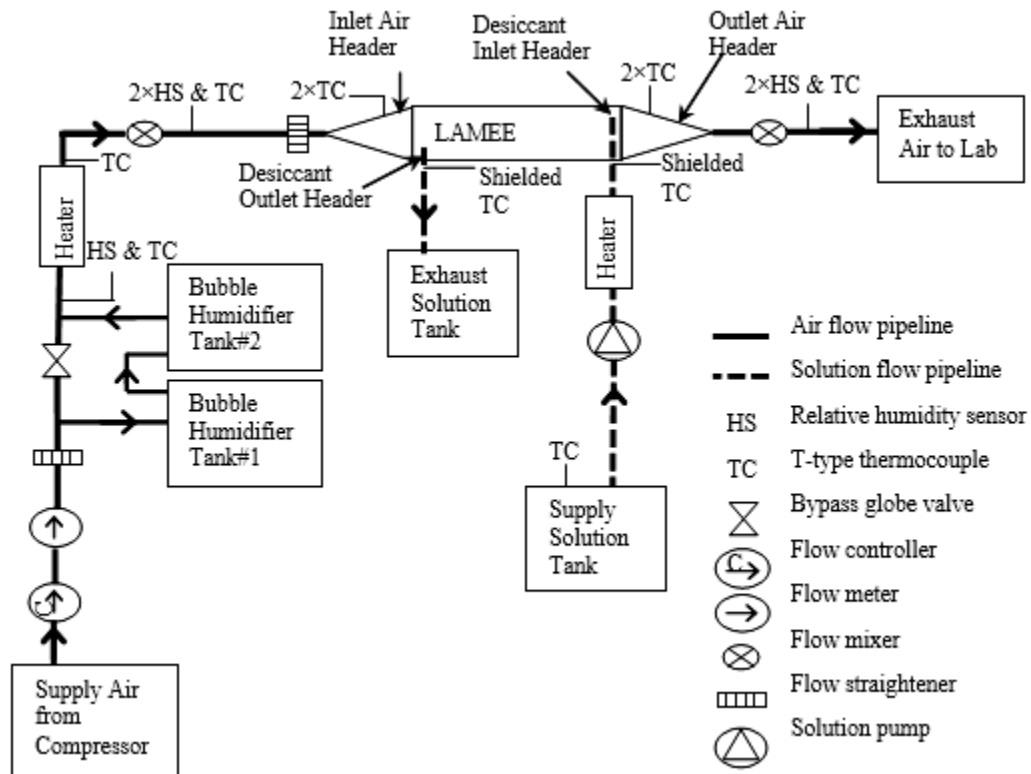 Inlet Air
Header
Desiccant
Inlet Header
Outlet Air
Header
2×HS & TC
2×TC
2×TC
2×HS & TC
LAMEE
Exhaust
Air to Lab
TC
Desiccant
Outlet Header
Shielded
TC
Shielded
TC
Heater
HS & TC
Heater
Bubble
Humidifier
Tank#2
Exhaust
Solution
Tank
Bubble
Humidifier
Tank#1
TC
Supply
Solution
Tank
C
Supply Air
from
Compressor
Air flow pipeline
Solution flow pipeline
HS Relative humidity sensor
TC T-type thermocouple
Bypass globe valve
C Flow controller
Flow meter
Flow mixer
Flow straightener
Solution pump